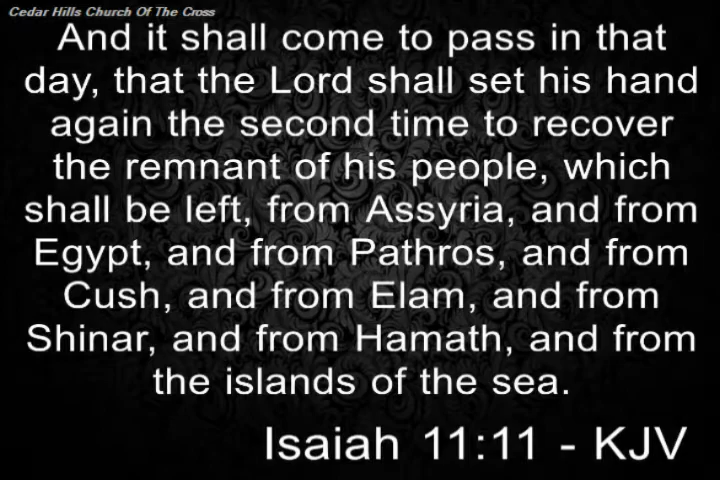 Cedar Hills Church Of The Cross
And it shall come to pass in that
day, that the Lord shall set his hand
again the second time to recover
the remnant of his people, which
shall be left, from Assyria, and from
Egypt, and from Pathros, and from
Cush, and from Elam, and from
Shinar, and from Hamath, and from
the islands of the sea.
Isaiah 11:11 - KJV